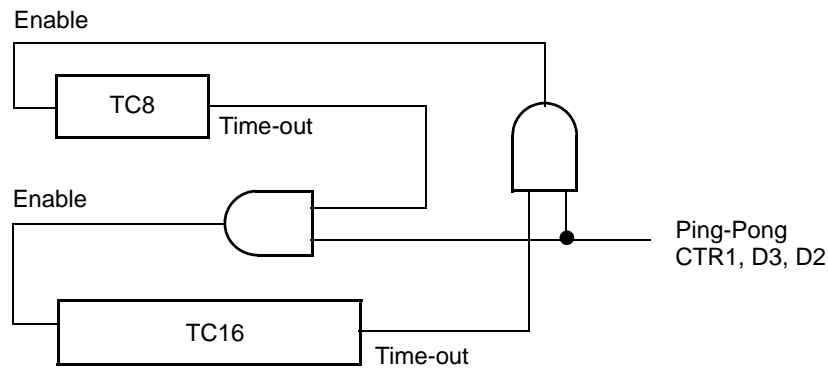 Enable
TC8
Time-out
Enable
Ping-Pong
CTR1, D3, D2
TC16
Time-out